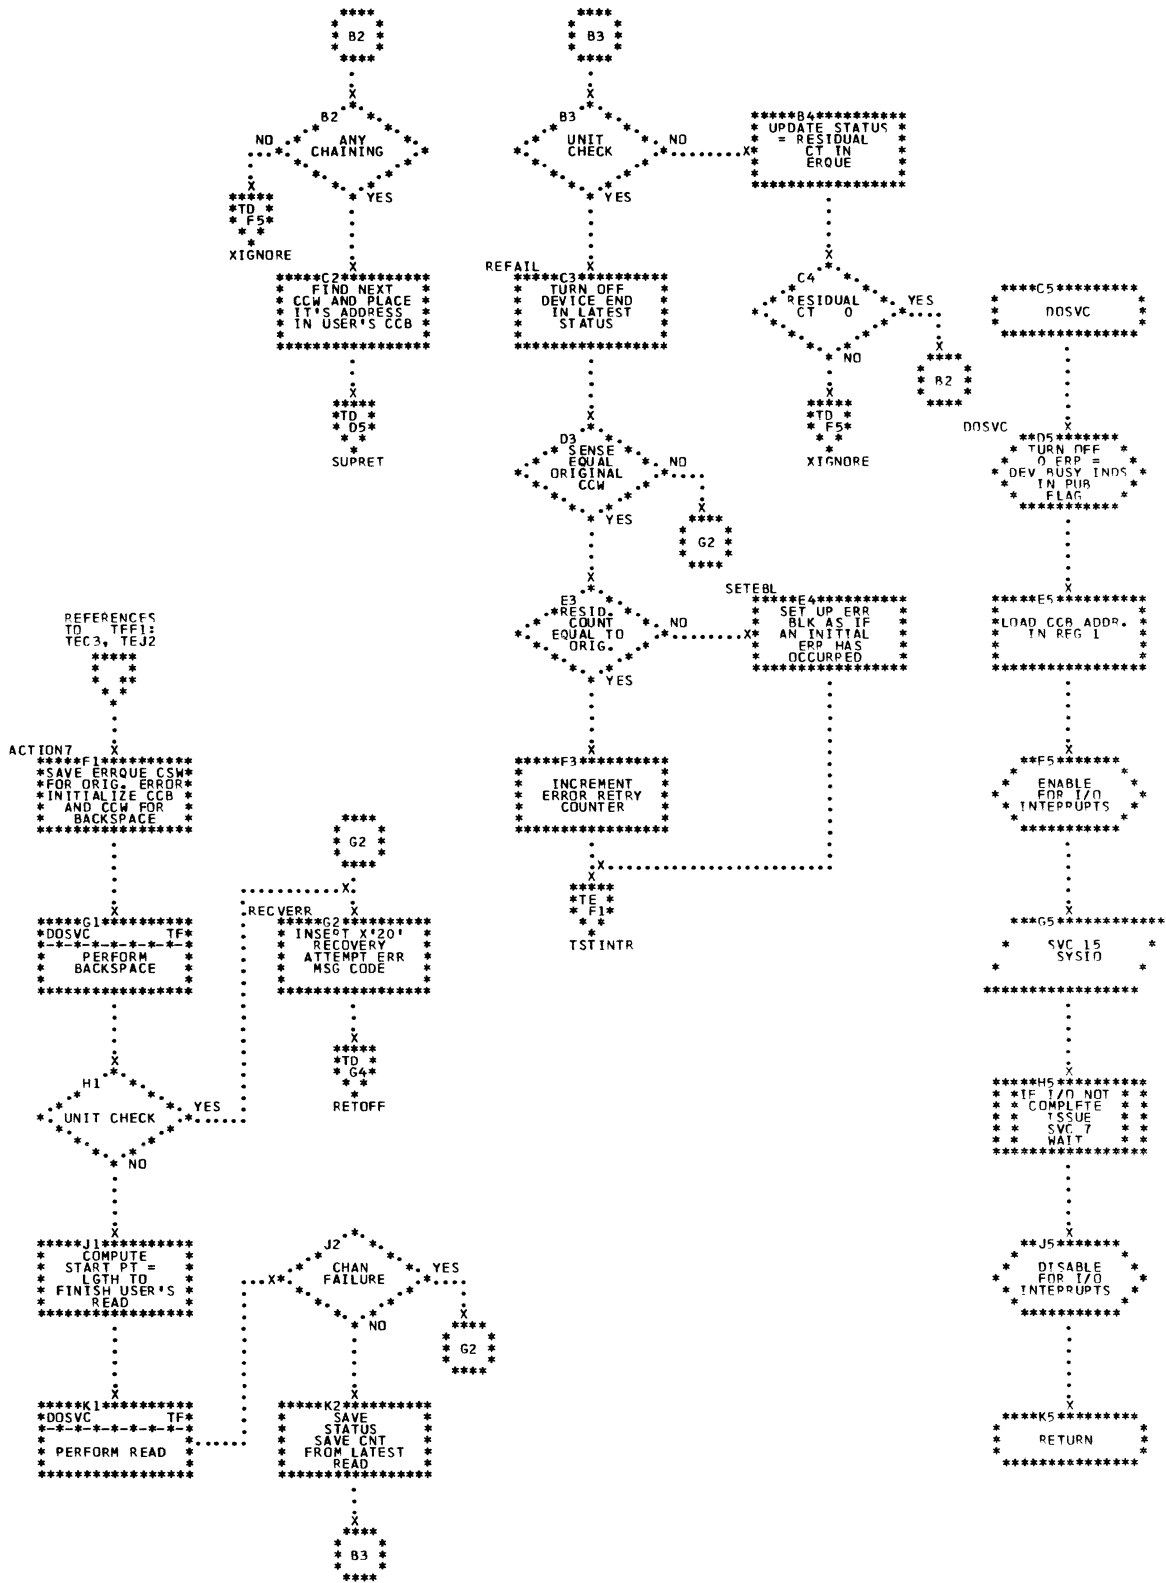 B2
B2
ANY
CHAINING
NO
YES
TD
F5
XIGNORE
C2
FIND NEXT
CCW AND PLACE
IT'S ADDRESS
IN USER'S CCB
TD
D5
SUPRET
B3
B3
UNIT
CHECK
NO
YES
B4
UPDATE STATUS
= RESIDUAL
CT IN
ERQUE
REFAIL
C3
TURN OFF
DEVICE END
IN LATEST
STATUS
C4
RESIDUAL
CT 0
YES
NO
B2
TD
F5
XIGNORE
D3
SENSE
EQUAL
ORIGINAL
CCW
NO
YES
G2
E3
RESID.
COUNT
EQUAL TO
ORIG.
NO
YES
SETEBL
E4
SET UP ERR
BLK AS IF
AN INITIAL
ERP HAS
OCCURPED
F3
INCREMENT
ERROR RETRY
COUNTER
TE
F1
TSTINTR
C5
DOSVC
DOSVC
D5
TURN OFF
Q ERP =
DEV BUSY INDS
IN PUB
FLAG
E5
LOAD CCB ADDR.
IN REG 1
F5
ENABLE
FOR I/O
INTEPRUPTS
G5
SVC 15
SYSIO
H5
IF I/O NOT
COMPLETE
ISSUE
SVC 7
WAIT
J5
DISABLE
FOR I/O
INTEPRUPTS
K5
RETURN
REFERENCES
TO TFF1:
TEC3, TEJ2
ACTION7
F1
SAVE ERRQUE CSW
FOR ORIG. ERROR
INITIALIZE CCB
AND CCW FOR
BACKSPACE
G1
DOSVC TF
PERFORM
BACKSPACE
H1
UNIT CHECK
YES
NO
G2
RECVERR
G2
INSERT X'20'
RECOVERY
ATTEMPT ERR
MSG CODE
TD
G4
RETOFF
J1
COMPUTE
START PT =
LGTH TO
FINISH USER'S
READ
K1
DOSVC TF
PERFORM READ
J2
CHAN
FAILURE
YES
NO
G2
K2
SAVE
STATUS
SAVE CNT
FROM LATEST
READ
B3